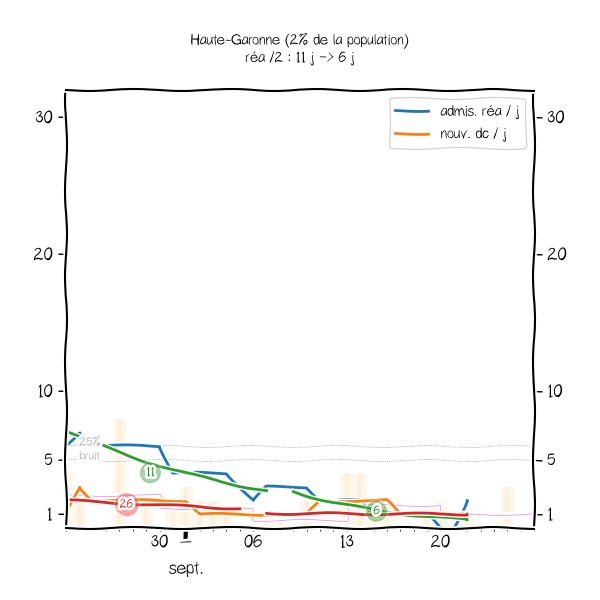 Haute-Garonne (2% de la population)
réa /2 : 11 j -> 6 j
admis. réa / j
nouv. dc / j
30 30
20 20
10 10
5 5
1 1
25%
bruit
11
26
6
30 06 13 20
sept.